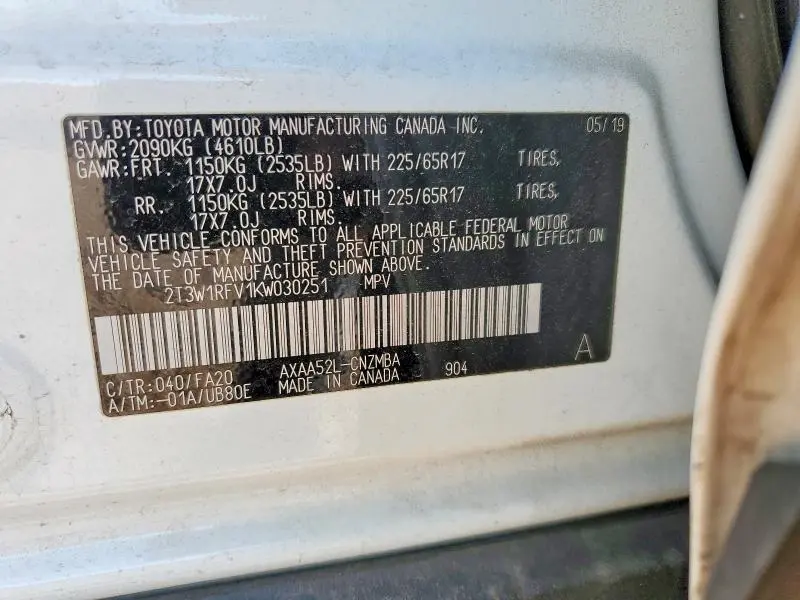 MFD.BY:TOYOTA MOTOR MANUFACTURING CANADA INC. 05/19
GVWR:2090KG (4610LB)
GAWR:FRT. 1150KG (2535LB) WITH 225/65R17 TIRES,
17X7.0J RIMS.
RR. 1150KG (2535LB) WITH 225/65R17 TIRES,
17X7.0J RIMS.
THIS VEHICLE CONFORMS TO ALL APPLICABLE FEDERAL MOTOR
VEHICLE SAFETY AND THEFT PREVENTION STANDARDS IN EFFECT ON
THE DATE OF MANUFACTURE SHOWN ABOVE.
2T3W1RFV1KW030251 MPV
C/TR:040/FA20 AXAA52L-CNZMBA A
A/TM:-01A/UB80E MADE IN CANADA 904